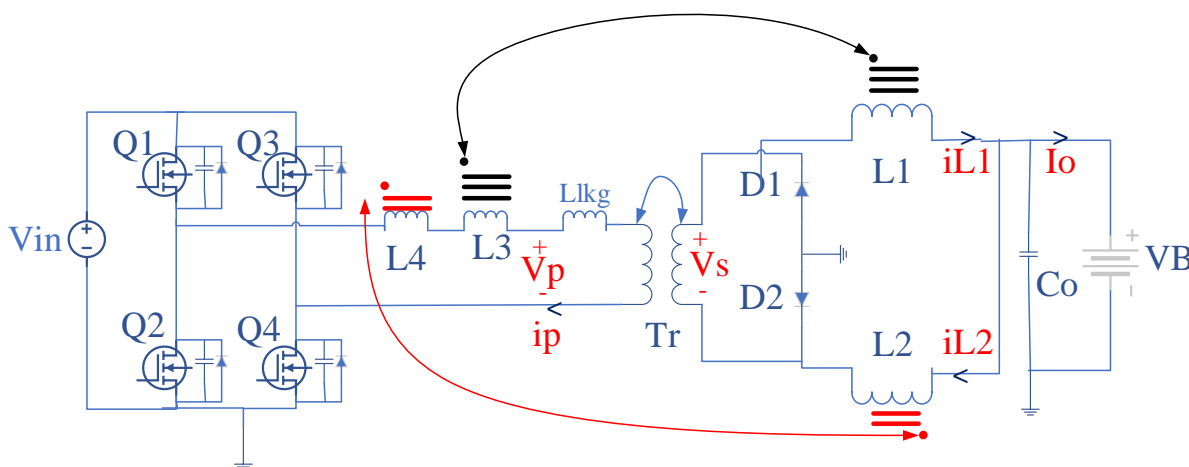 L1
iL1
Io
Q1
Q3
D1
Vin
L4
L3
Llkg
+
Vp
-
ip
+
Vs
-
Tr
D2
Co
+
VB
-
Q2
Q4
L2
iL2